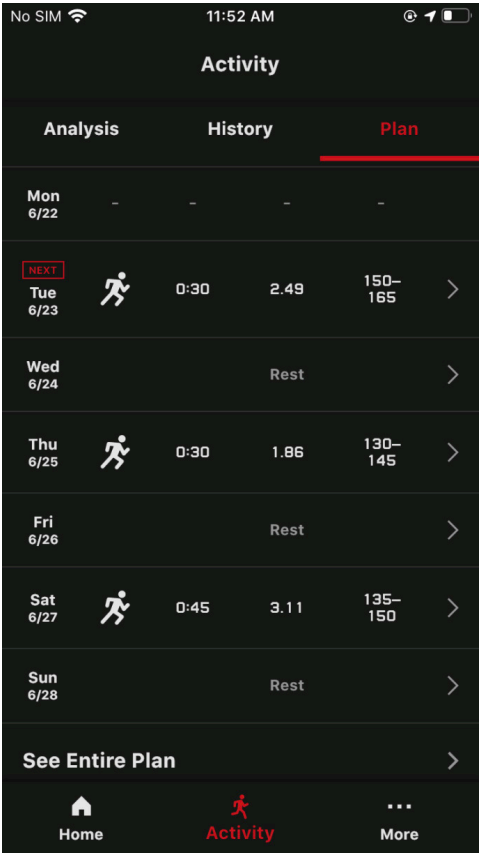 No SIM 11:52 AM
Activity
Analysis History Plan
Mon
6/22 - - - -
NEXT
Tue
6/23 0:30 2.49 150–
165
Wed
6/24 Rest
Thu
6/25 0:30 1.86 130–
145
Fri
6/26 Rest
Sat
6/27 0:45 3.11 135–
150
Sun
6/28 Rest
See Entire Plan
Home Activity More